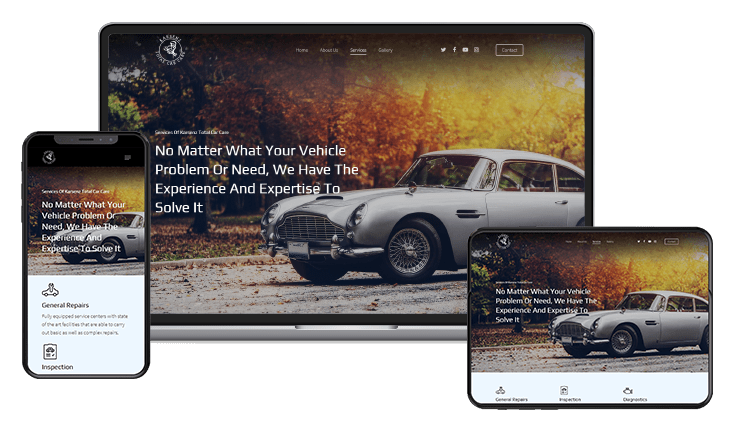 Home About Us Services Gallery Contact
Services Of Kamenz Total Car Care
No Matter What Your Vehicle
Problem Or Need, We Have The
Experience And Expertise To
Solve It
Services Of Kamenz Total Car Care
No Matter What Your
Vehicle Problem Or
Need, We Have The
Experience And
Expertise To Solve It
General Repairs
Fully equipped service centers with state
of the art facilities that are able to carry
out basic as well as complex repairs.
Inspection
No Matter What Your Vehicle
Problem Or Need, We Have The
Experience And Expertise To
Solve It
General Repairs Inspection Diagnostics